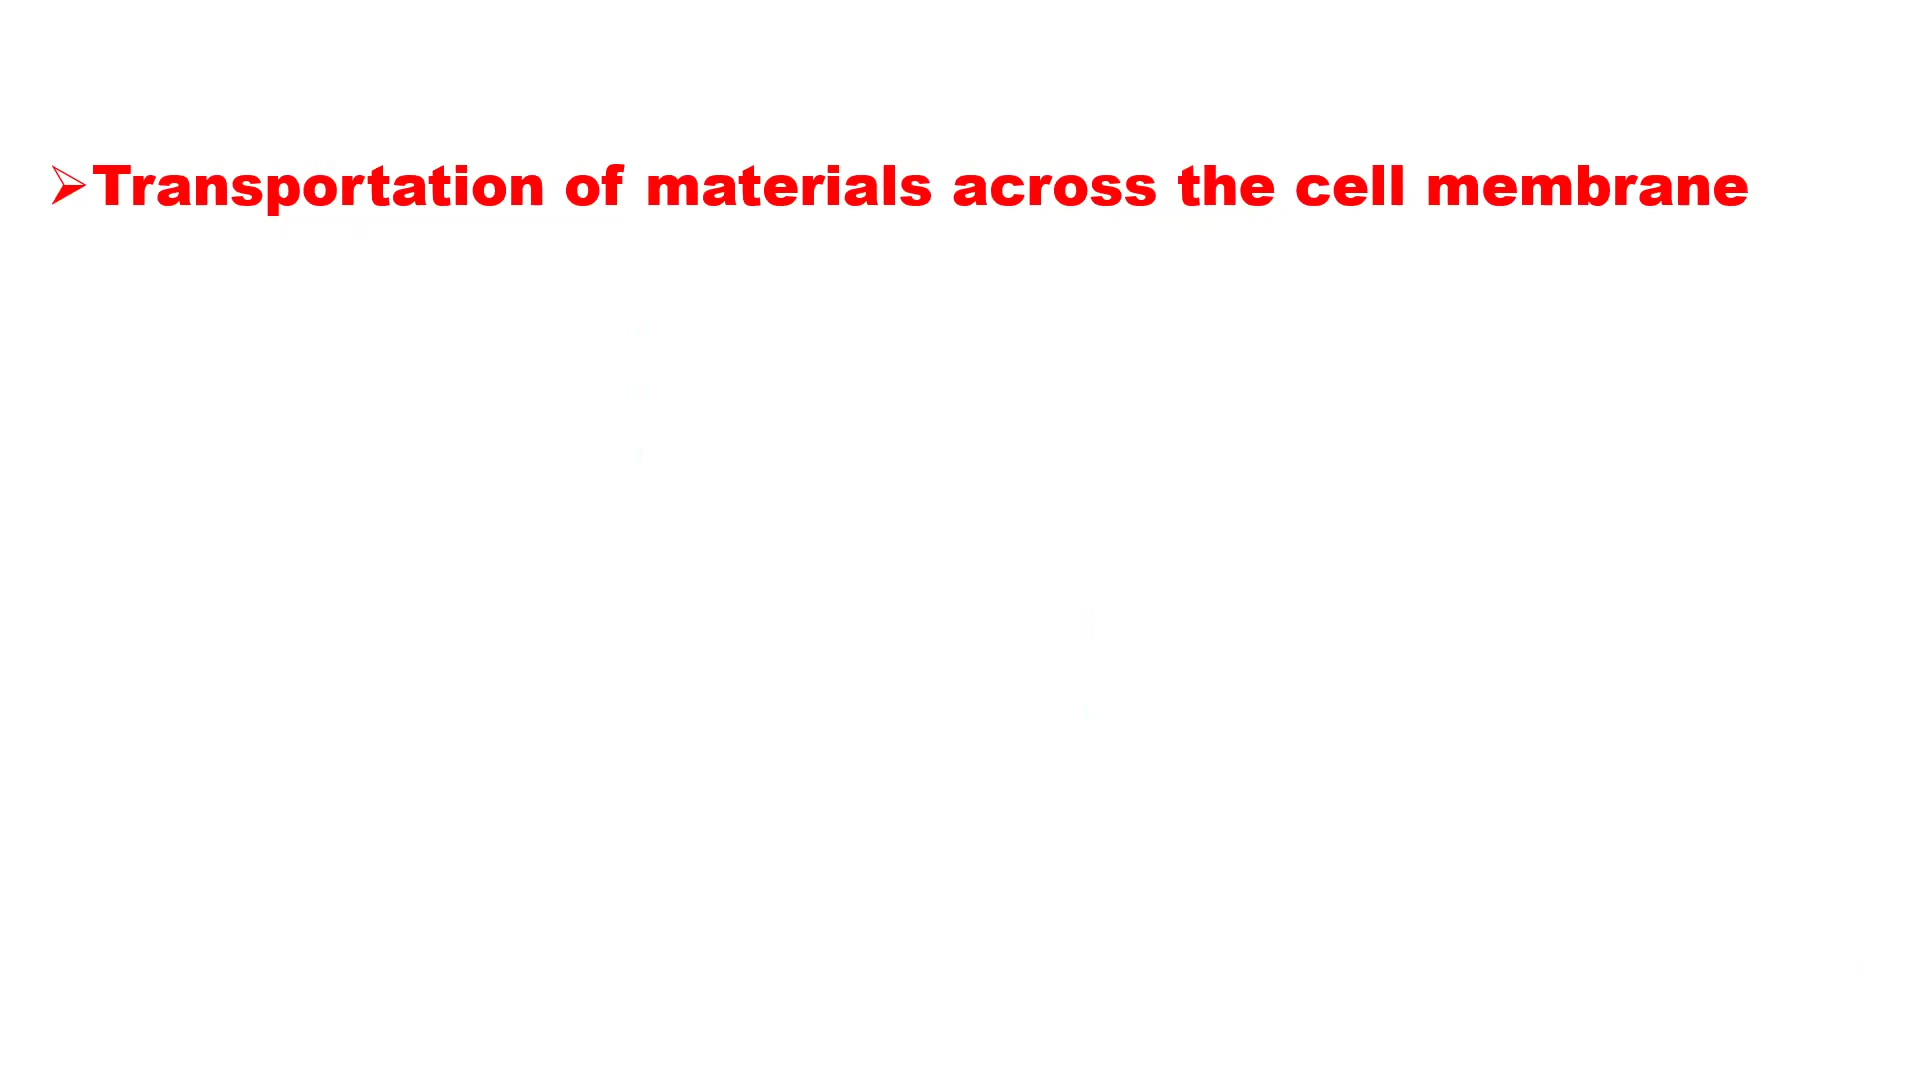 ➢Transportation of materials across the cell membrane